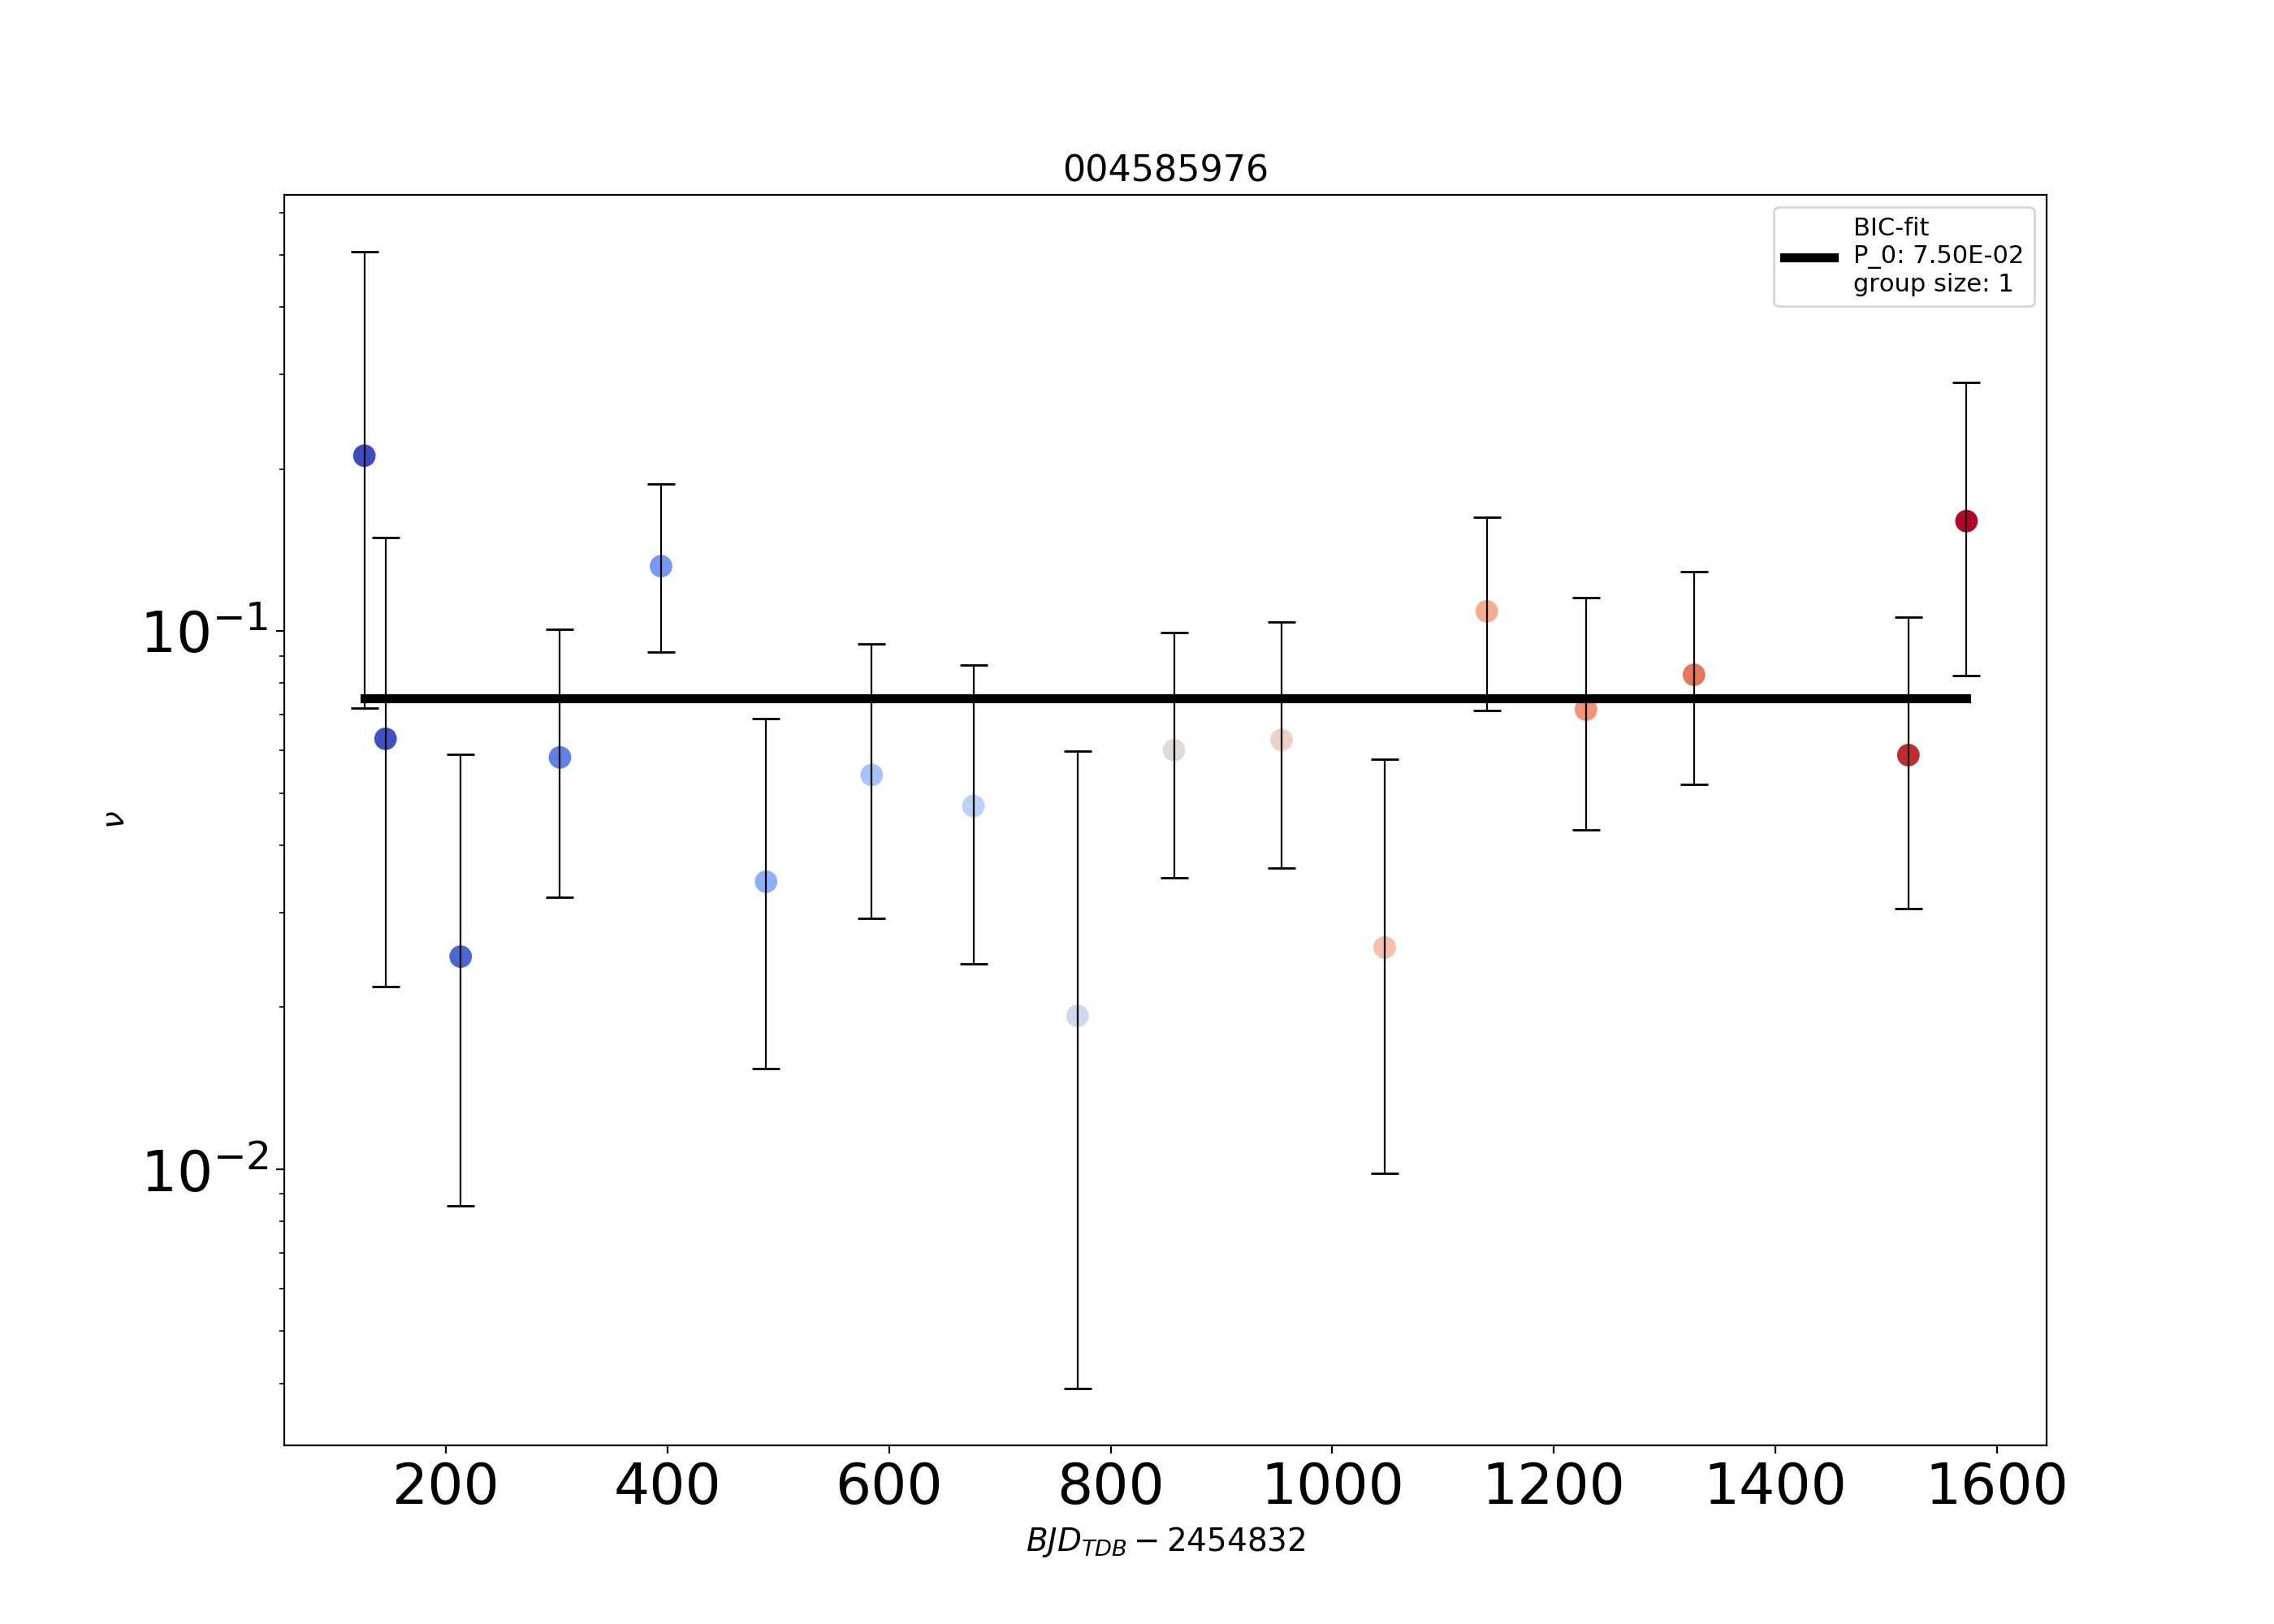 004585976
BIC-fit
P_0: 7.50E-02
group size: 1
10⁻¹
10⁻²
ν
200 400 600 800 1000 1200 1400 1600
BJD_{TDB} − 2454832